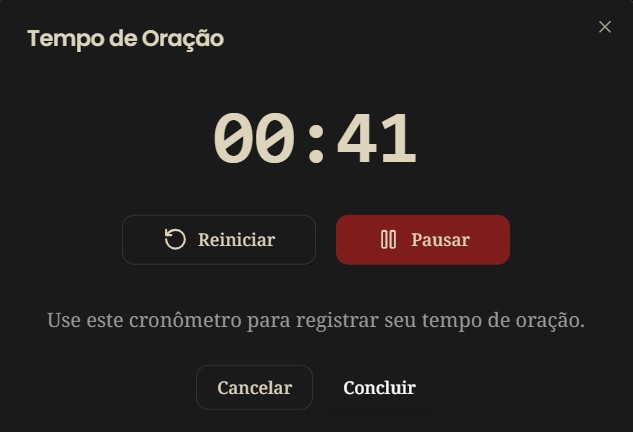 Tempo de Oração
00:41
Reiniciar
Pausar
Use este cronômetro para registrar seu tempo de oração.
Cancelar
Concluir